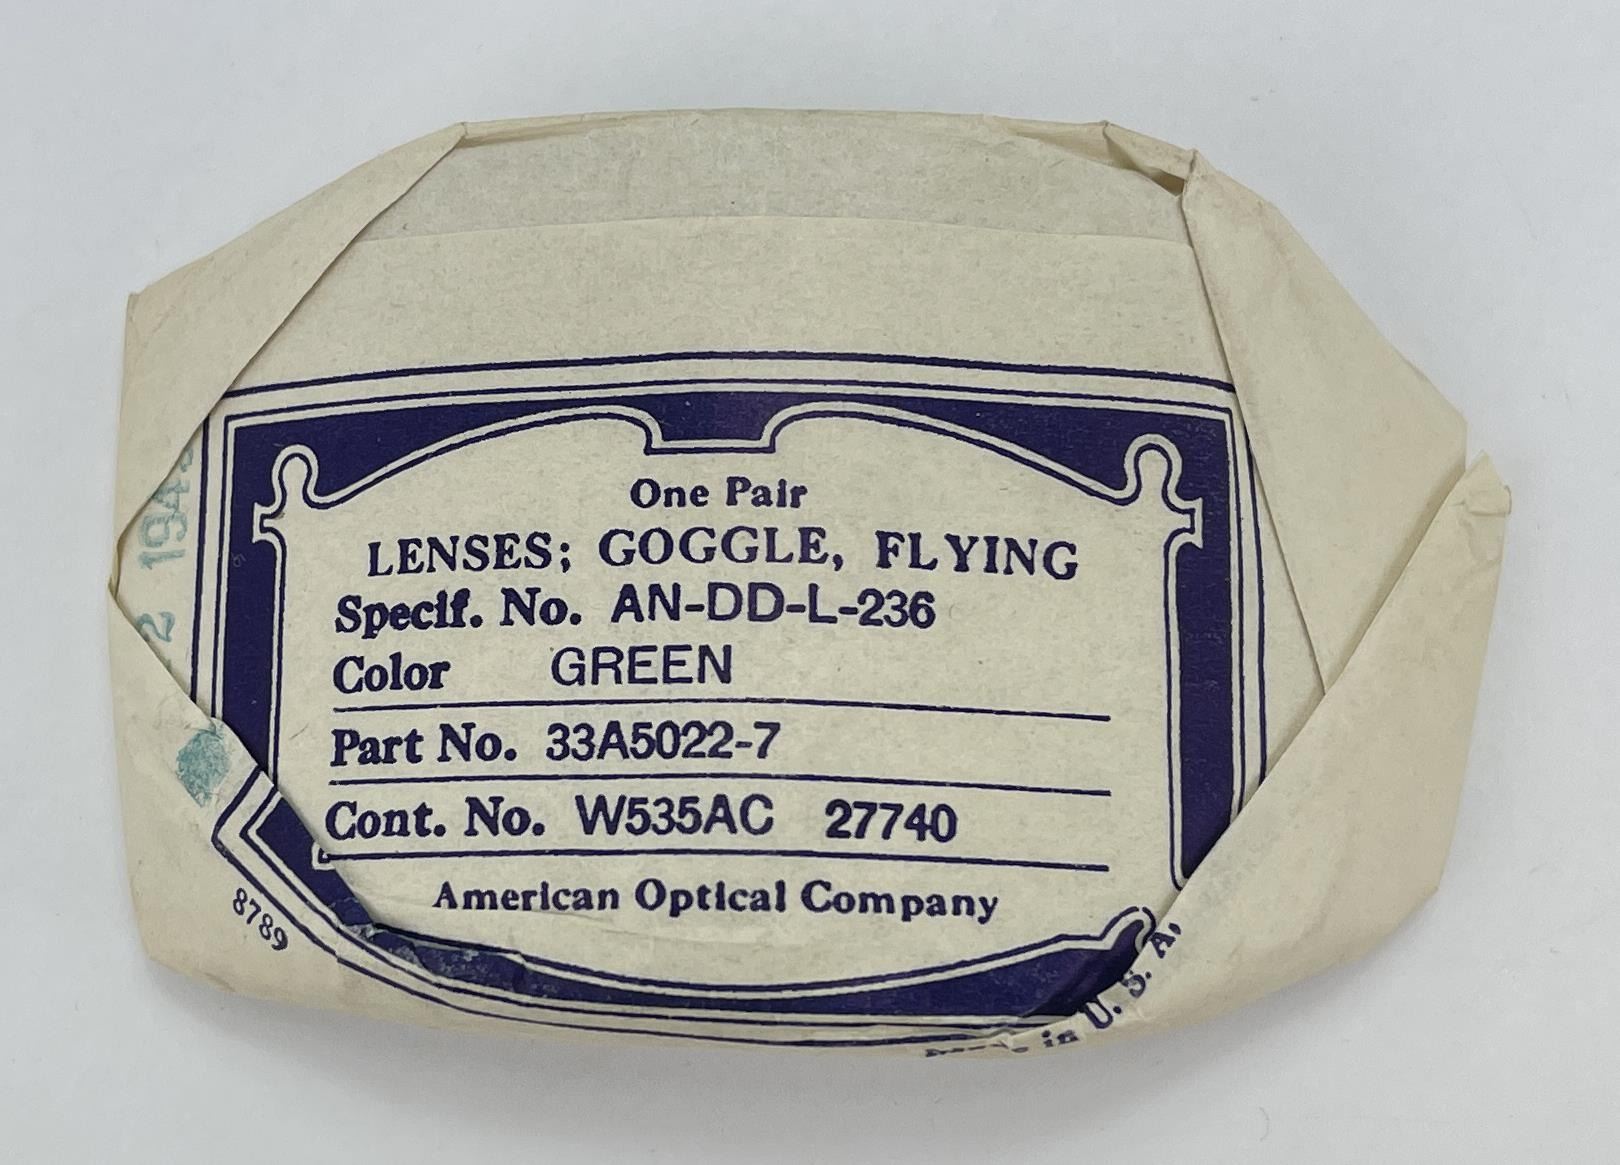 One Pair
LENSES; GOGGLE, FLYING
Specif. No. AN-DD-L-236
Color GREEN
Part No. 33A5022-7
Cont. No. W535AC 27740
American Optical Company
8789
in U. S. A.